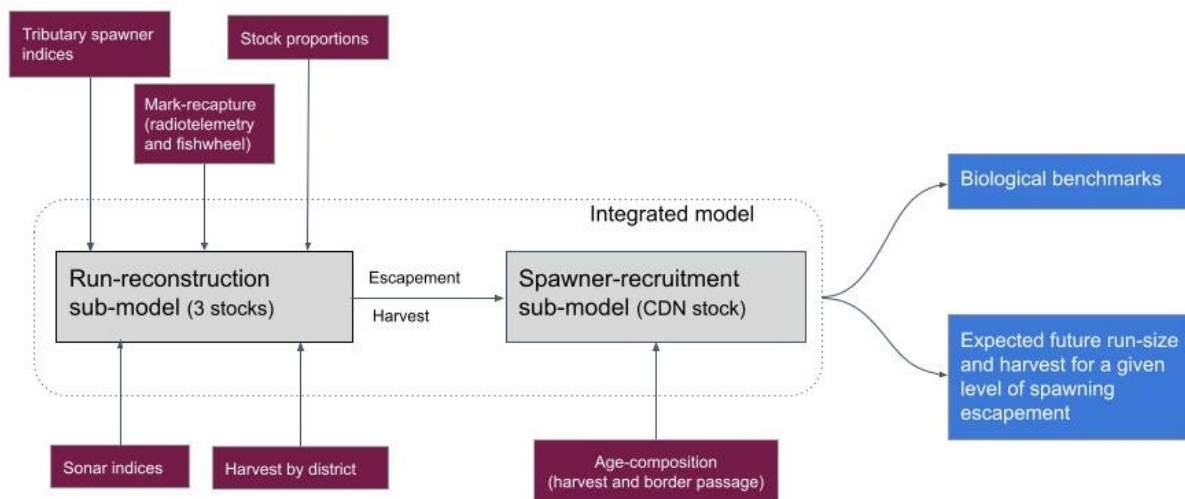 Tributary spawner
indices
Stock proportions
Mark-recapture
(radiotelemetry
and fishwheel)
Biological benchmarks
Integrated model
Run-reconstruction
sub-model (3 stocks)
Escapement
Harvest
Spawner-recruitment
sub-model (CDN stock)
Expected future run-size
and harvest for a given
level of spawning
escapement
Sonar indices
Harvest by district
Age-composition
(harvest and border passage)